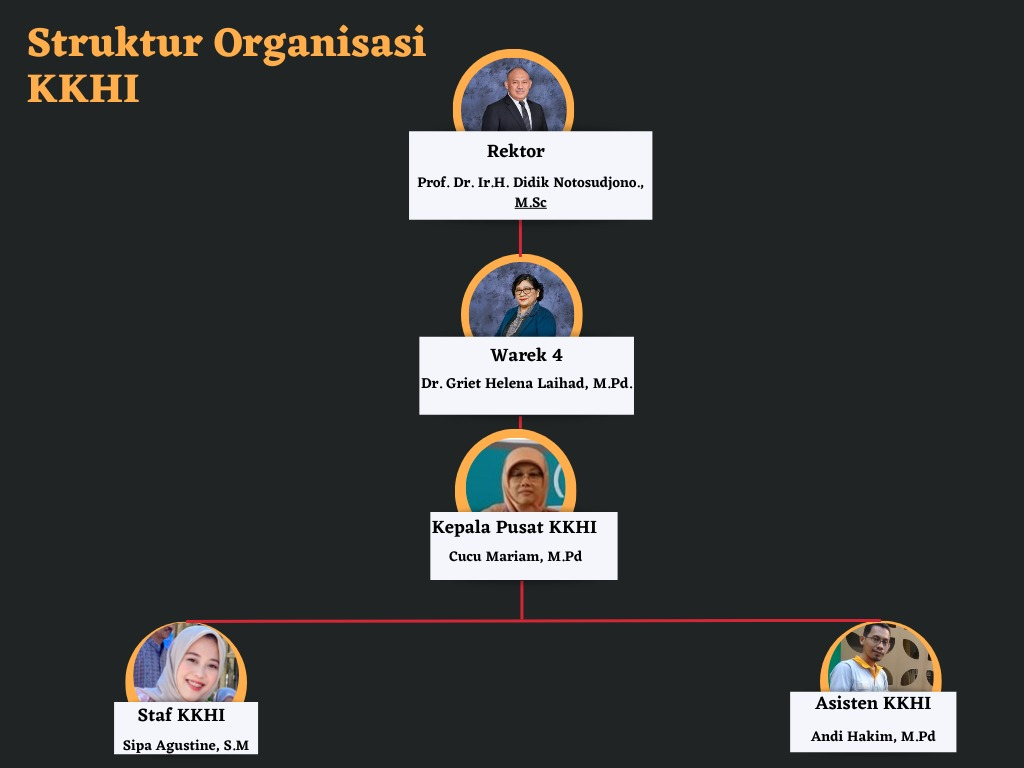 Struktur Organisasi
KKHI
Rektor
Prof. Dr. Ir.H. Didik Notosudjono.,
M.Sc
Warek 4
Dr. Griet Helena Laihad, M.Pd.
Kepala Pusat KKHI
Cucu Mariam, M.Pd
Staf KKHI
Sipa Agustine, S.M
Asisten KKHI
Andi Hakim, M.Pd